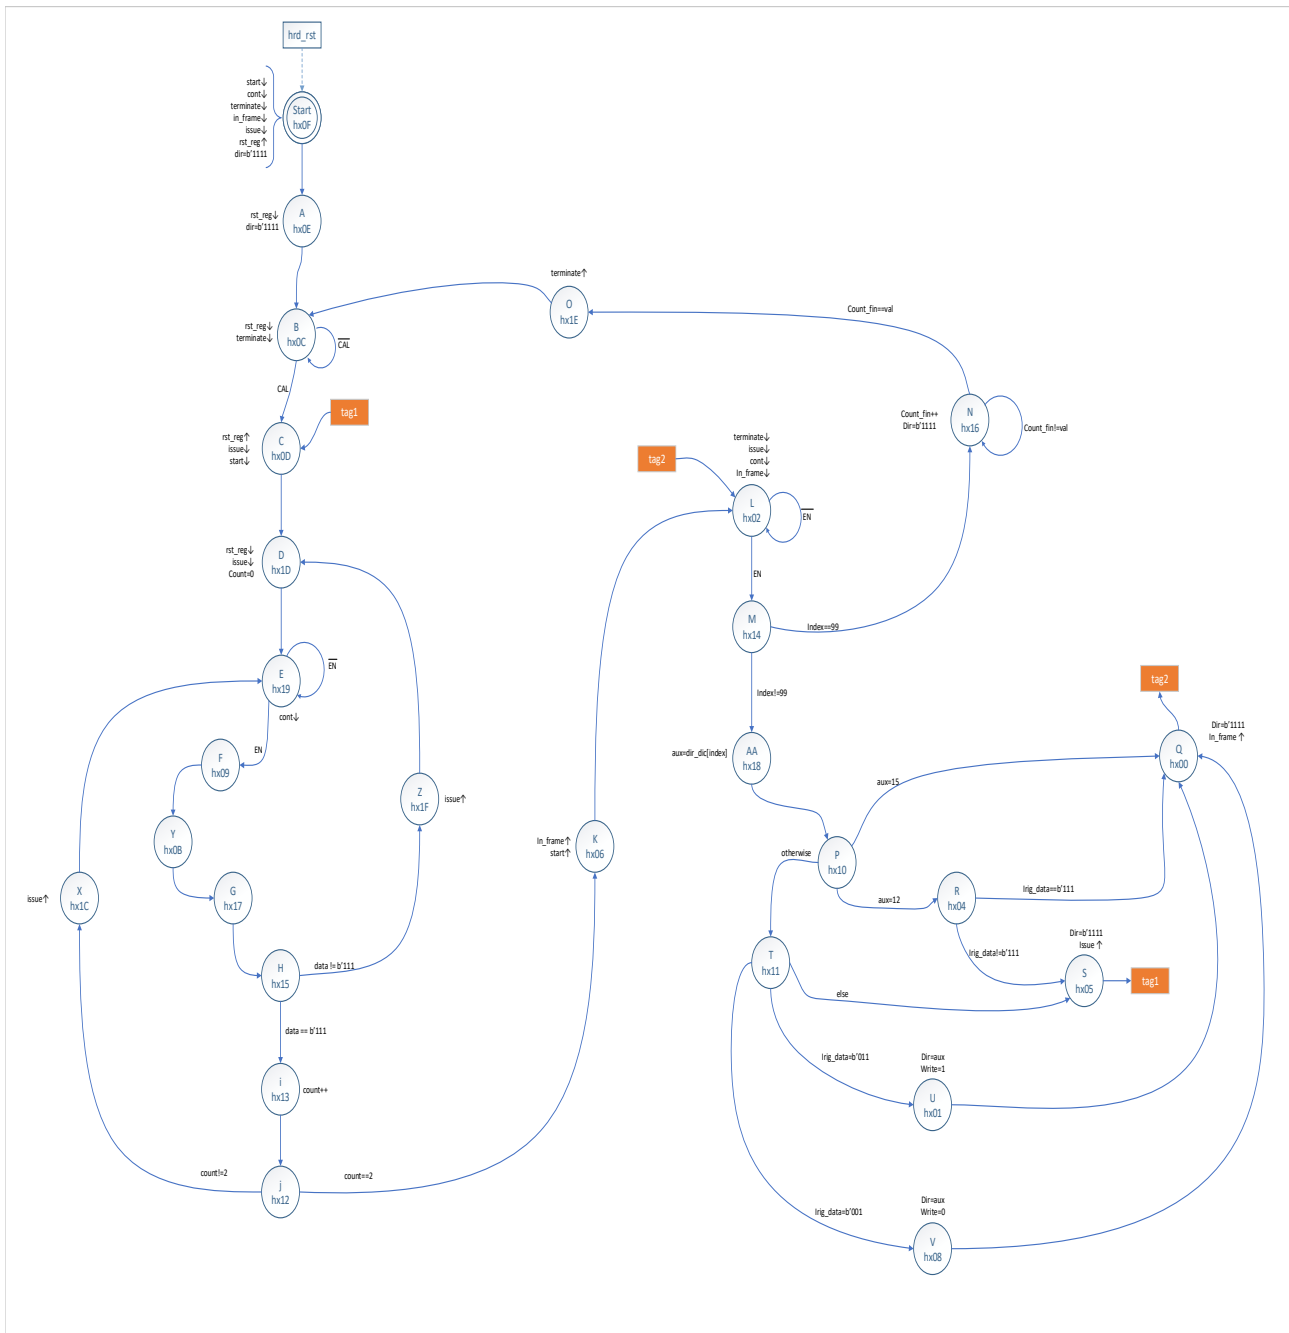 hrd_rst
start↓
cont↓
terminate↓
in_frame↓
issue↓
rst_reg↑
dir=b'1111
Start
hx0F
rst_reg↓
dir=b'1111
A
hx0E
terminate↑
O
hx1E
rst_reg↓
terminate↓
B
hx0C
CAL
Count_fin==val
CAL
tag1
rst_reg↑
issue↓
start↓
C
hx0D
Count_fin++
Dir=b'1111
N
hx16
Count_fin!=val
terminate↓
issue↓
cont↓
In_frame↓
tag2
L
hx02
EN
EN
rst_reg↓
issue↓
Count=0
D
hx1D
M
hx14
Index==99
Index!=99
E
hx19
EN
cont↓
EN
F
hx09
Y
hx0B
X
hx1C
issue↑
G
hx17
H
hx15
data != b'111
Z
hx1F
issue↑
data == b'111
i
hx13
count++
j
hx12
count!=2
count==2
In_frame↑
start↑
K
hx06
aux=dir_dic[index]
AA
hx18
tag2
Dir=b'1111
In_frame ↑
Q
hx00
aux=15
otherwise
P
hx10
aux=12
R
hx04
Irig_data==b'111
Irig_data!=b'111
Dir=b'1111
Issue ↑
S
hx05
tag1
T
hx11
else
Irig_data=b'011
Dir=aux
Write=1
U
hx01
Irig_data=b'001
Dir=aux
Write=0
V
hx08